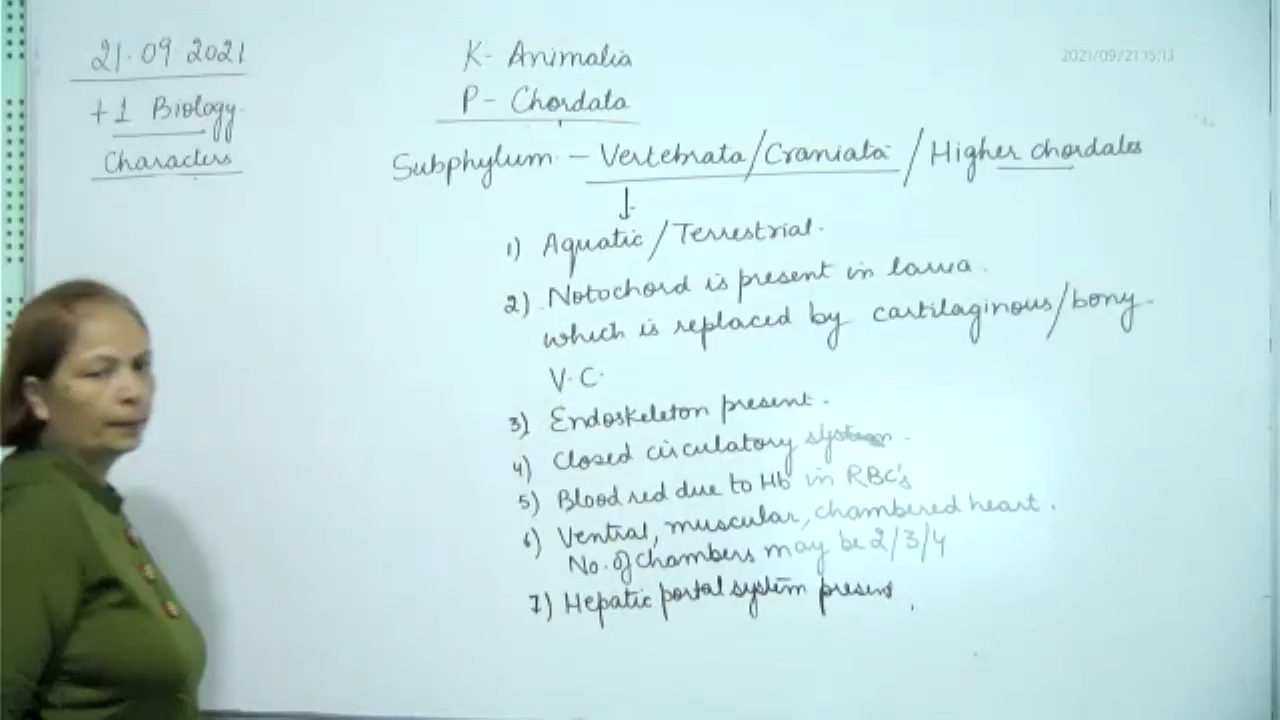 21.09 2021
+1 Biology
Characters
K- Animalia
P- Chordata
2021/09/21 15:13
Subphylum - Vertebrata/Craniata/Higher chordates
1) Aquatic/Terrestrial.
2) Notochord is present in larva.
which is replaced by cartilaginous/bony.
V.C.
3) Endoskeleton present.
4) Closed circulatory system.
5) Blood red due to Hb in RBC's
6) Ventral, muscular, chambered heart.
No. of chambers may be 2/3/4
7) Hepatic portal system present.